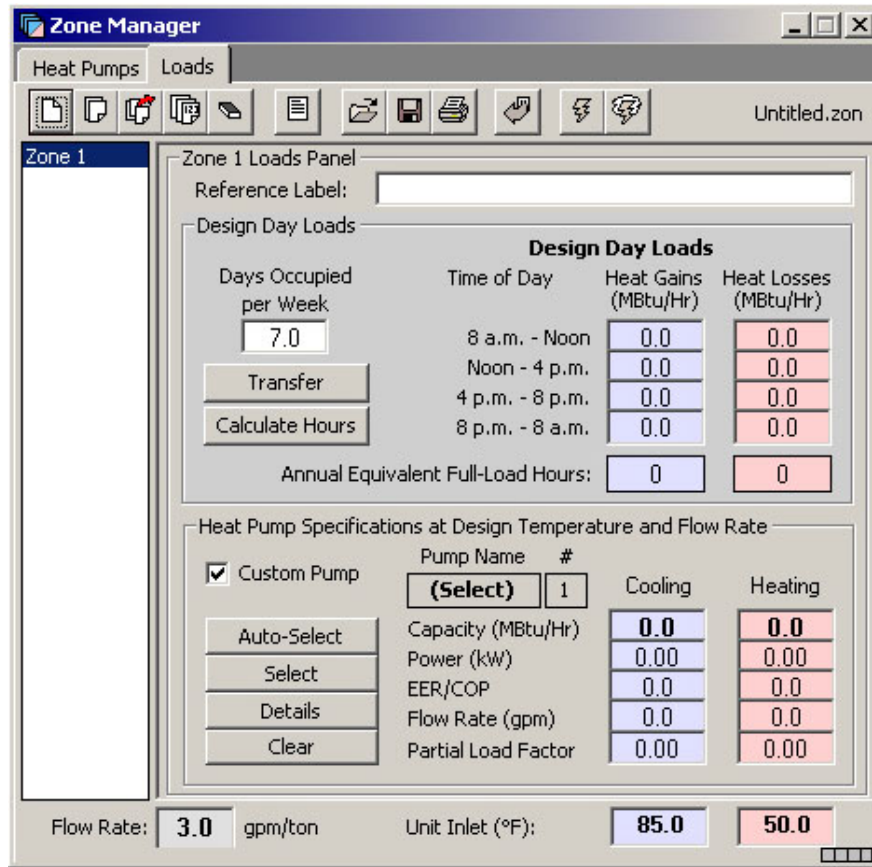 Zone Manager
Heat Pumps Loads
Untitled.zon
Zone 1
Zone 1 Loads Panel
Reference Label:
Design Day Loads
Design Day Loads
Days Occupied per Week
Time of Day Heat Gains (MBtu/Hr) Heat Losses (MBtu/Hr)
7.0
8 a.m. - Noon 0.0 0.0
Transfer
Noon - 4 p.m. 0.0 0.0
4 p.m. - 8 p.m. 0.0 0.0
Calculate Hours
8 p.m. - 8 a.m. 0.0 0.0
Annual Equivalent Full-Load Hours: 0 0
Heat Pump Specifications at Design Temperature and Flow Rate
Custom Pump
Pump Name #
(Select) 1
Cooling Heating
Auto-Select
Capacity (MBtu/Hr) 0.0 0.0
Select
Power (kW) 0.00 0.00
EER/COP 0.0 0.0
Details
Flow Rate (gpm) 0.0 0.0
Clear
Partial Load Factor 0.00 0.00
Flow Rate: 3.0 gpm/ton Unit Inlet (°F): 85.0 50.0